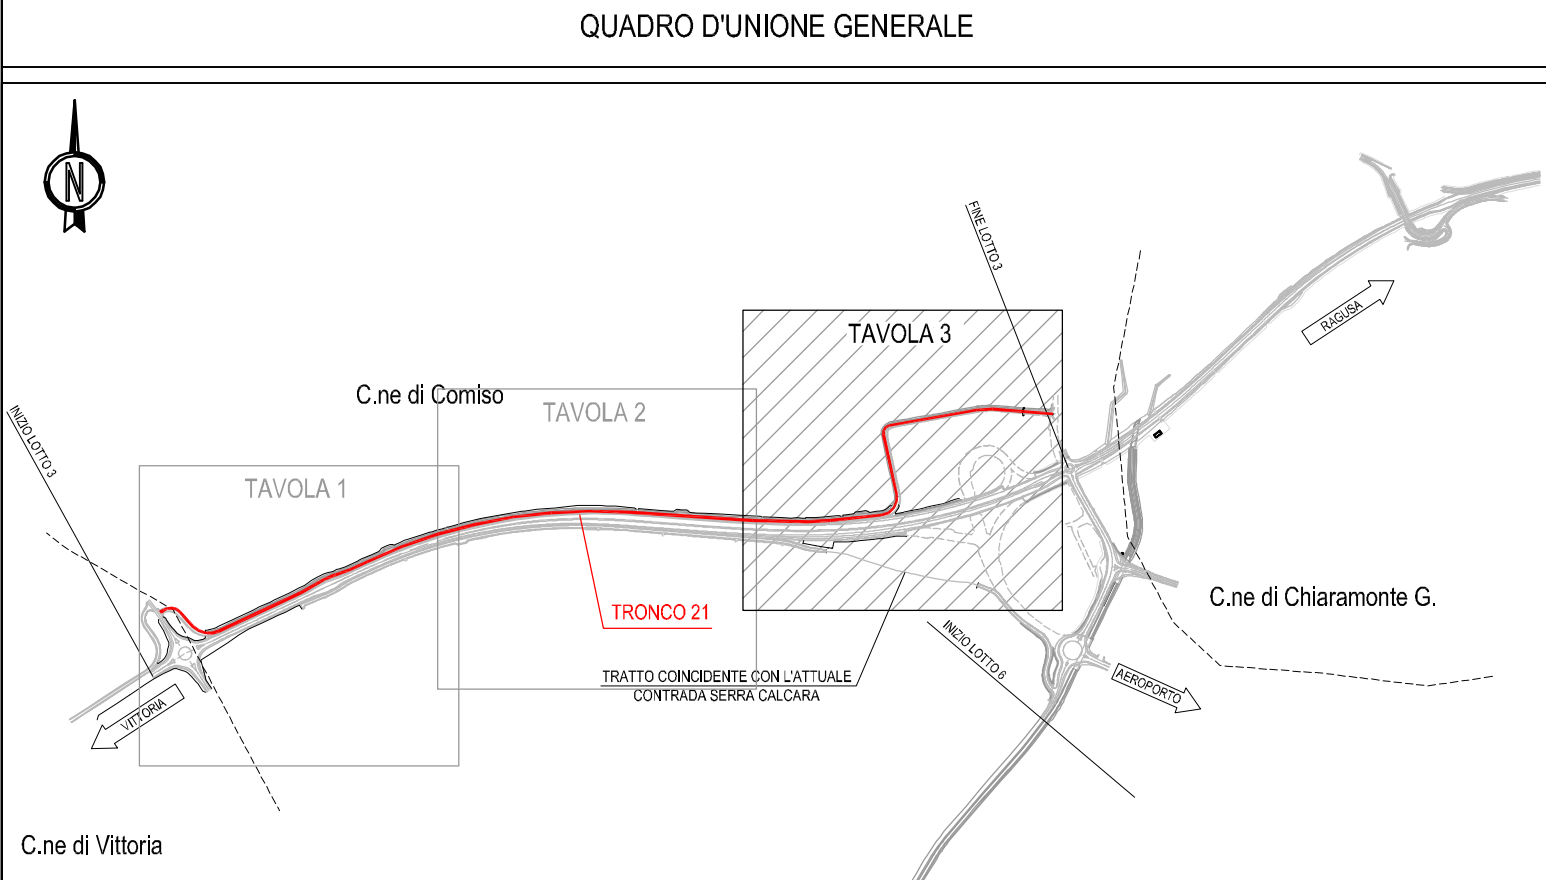 QUADRO D'UNIONE GENERALE
N
FINE LOTTO 3
RAGUSA
TAVOLA 3
C.ne di Comiso
TAVOLA 2
INIZIO LOTTO 3
TAVOLA 1
TRONCO 21
C.ne di Chiaramonte G.
INIZIO LOTTO 6
TRATTO COINCIDENTE CON L'ATTUALE
CONTRADA SERRA CALCARA
AEROPORTO
VITTORIA
C.ne di Vittoria